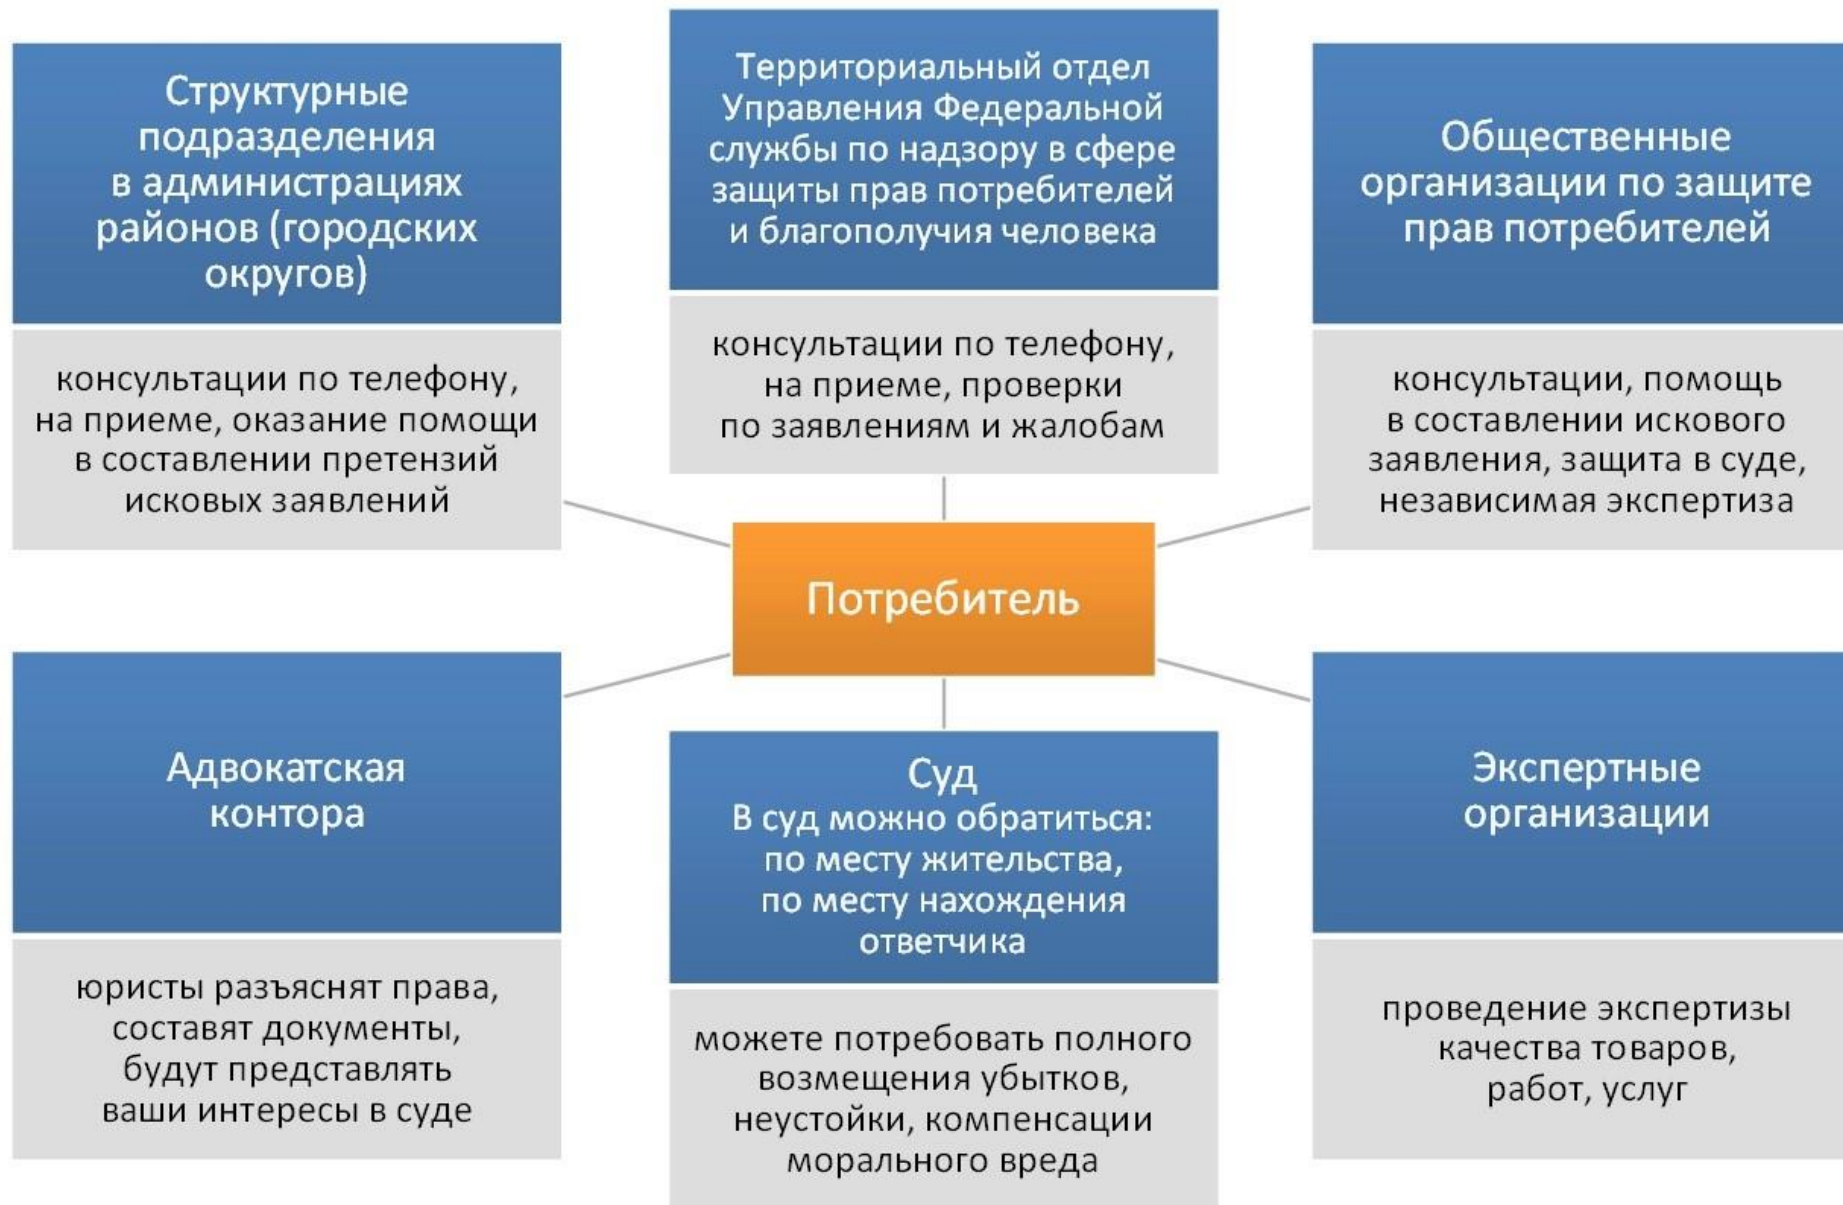 Структурные
подразделения
в администрациях
районов (городских
округов)
консультации по телефону,
на приеме, оказание помощи
в составлении претензий
исковых заявлений
Территориальный отдел
Управления Федеральной
службы по надзору в сфере
защиты прав потребителей
и благополучия человека
консультации по телефону,
на приеме, проверки
по заявлениям и жалобам
Общественные
организации по защите
прав потребителей
консультации, помощь
в составлении искового
заявления, защита в суде,
независимая экспертиза
Потребитель
Адвокатская
контора
юристы разъяснят права,
составят документы,
будут представлять
ваши интересы в суде
Суд
В суд можно обратиться:
по месту жительства,
по месту нахождения
ответчика
можете потребовать полного
возмещения убытков,
неустойки, компенсации
морального вреда
Экспертные
организации
проведение экспертизы
качества товаров,
работ, услуг